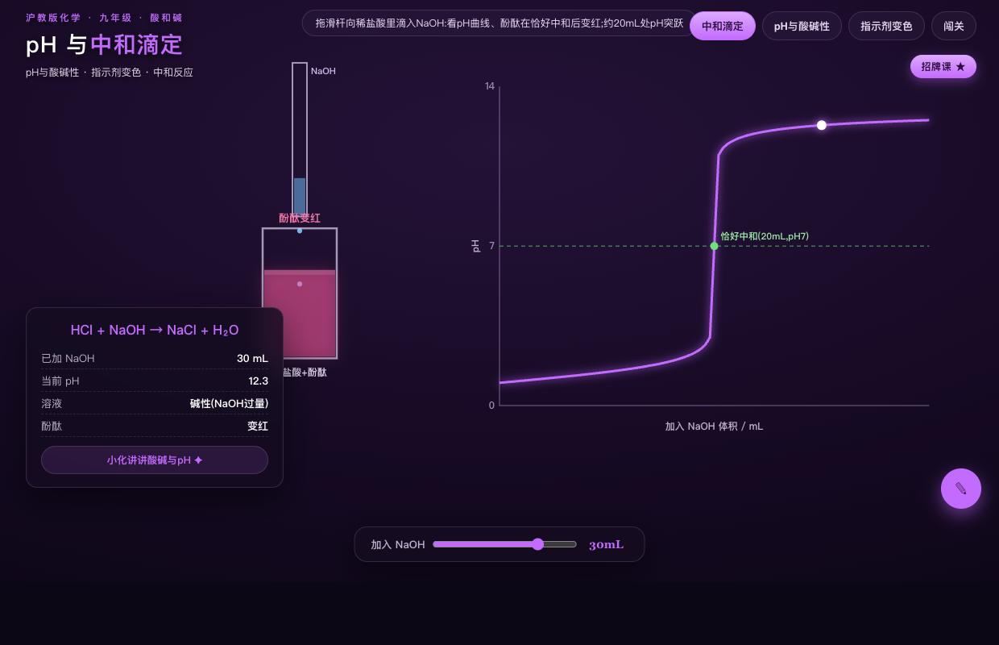 沪教版化学 · 九年级 · 酸和碱
pH 与中和滴定
pH与酸碱性 · 指示剂变色 · 中和反应
拖滑杆向稀盐酸里滴入NaOH:看pH曲线、酚酞在恰好中和后变红;约20mL处pH突跃
中和滴定
pH与酸碱性
指示剂变色
闯关
招牌课 ★
NaOH
酚酞变红
盐酸+酚酞
14
pH
7
0
恰好中和(20mL,pH7)
加入 NaOH 体积 / mL
HCl + NaOH → NaCl + H₂O
已加 NaOH 30 mL
当前 pH 12.3
溶液 碱性(NaOH过量)
酚酞 变红
小化讲讲酸碱与pH ✦
加入 NaOH 30mL